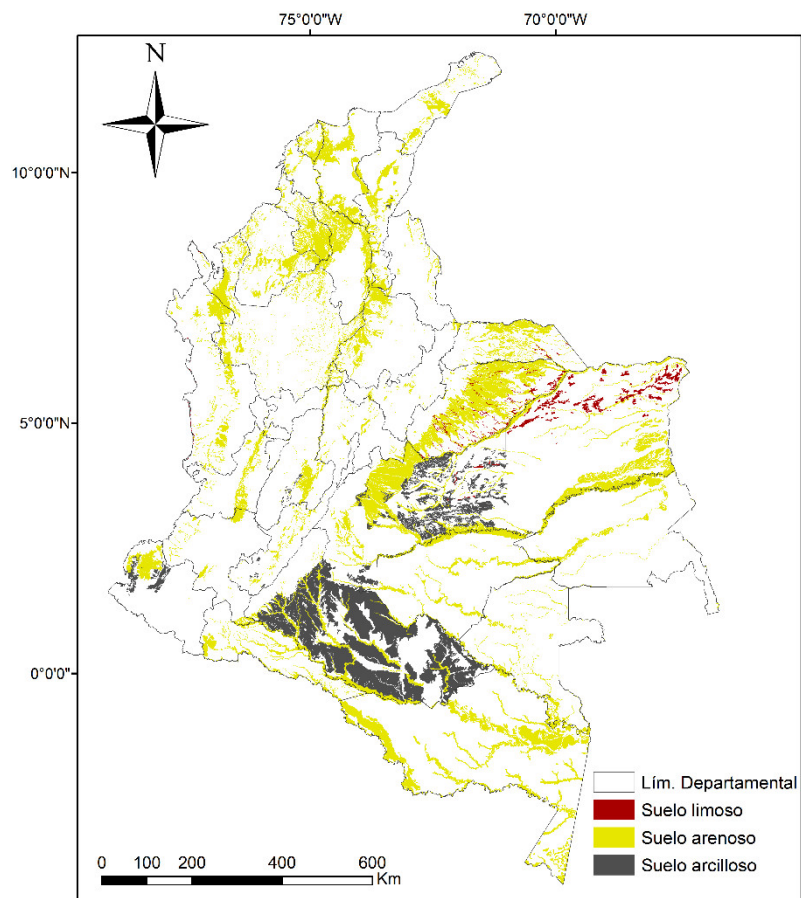 75°0'0"W 70°0'0"W
N
10°0'0"N
5°0'0"N
0°0'0"
Lím. Departamental
Suelo limoso
Suelo arenoso
Suelo arcilloso
0 100 200 400 600
Km